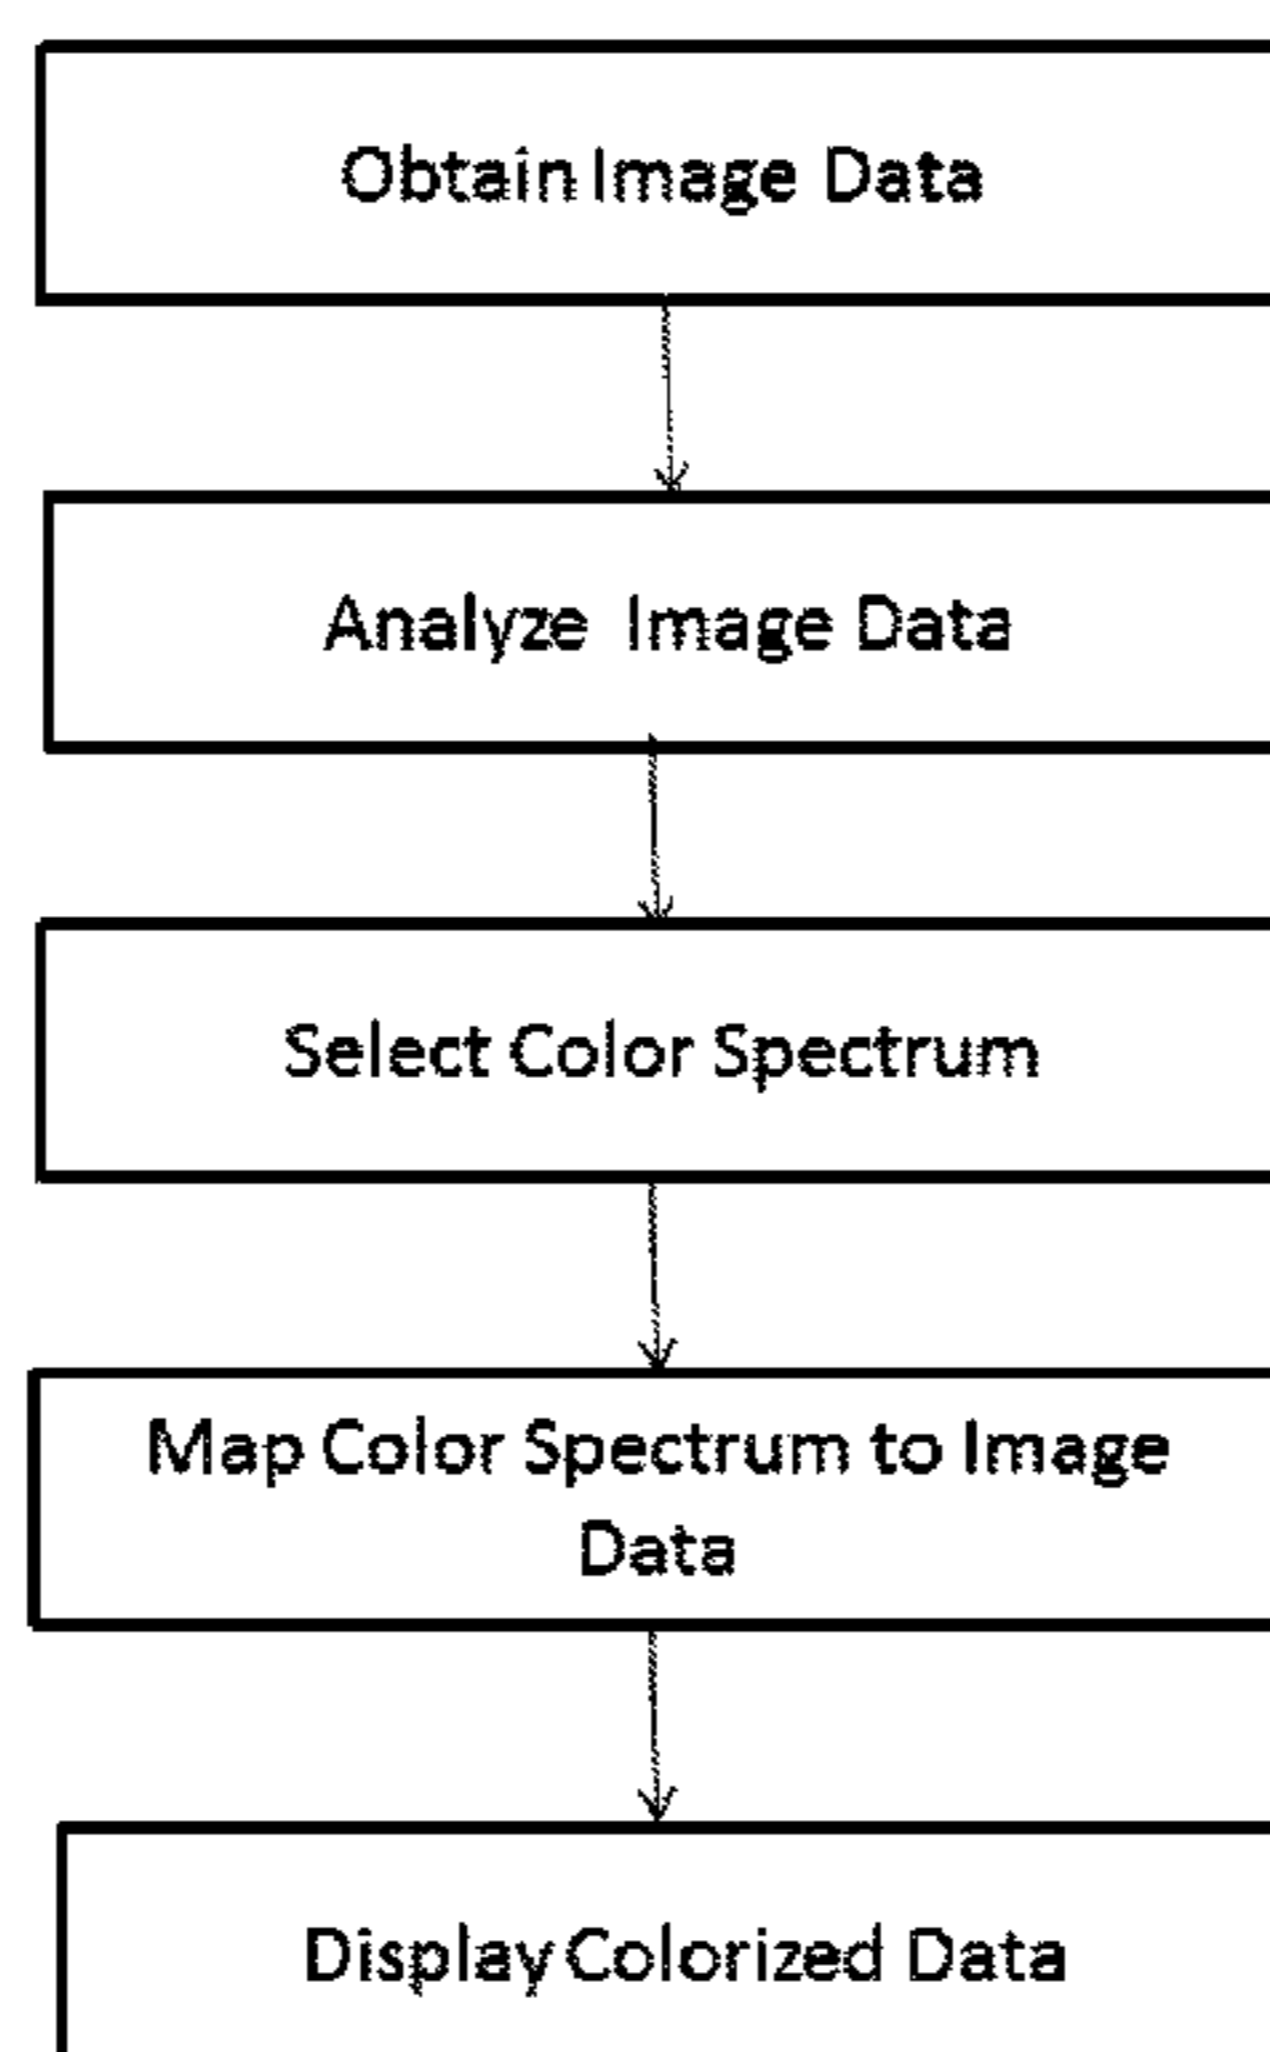 Obtain Image Data
Analyze Image Data
Select Color Spectrum
Map Color Spectrum to Image
Data
Display Colorized Data